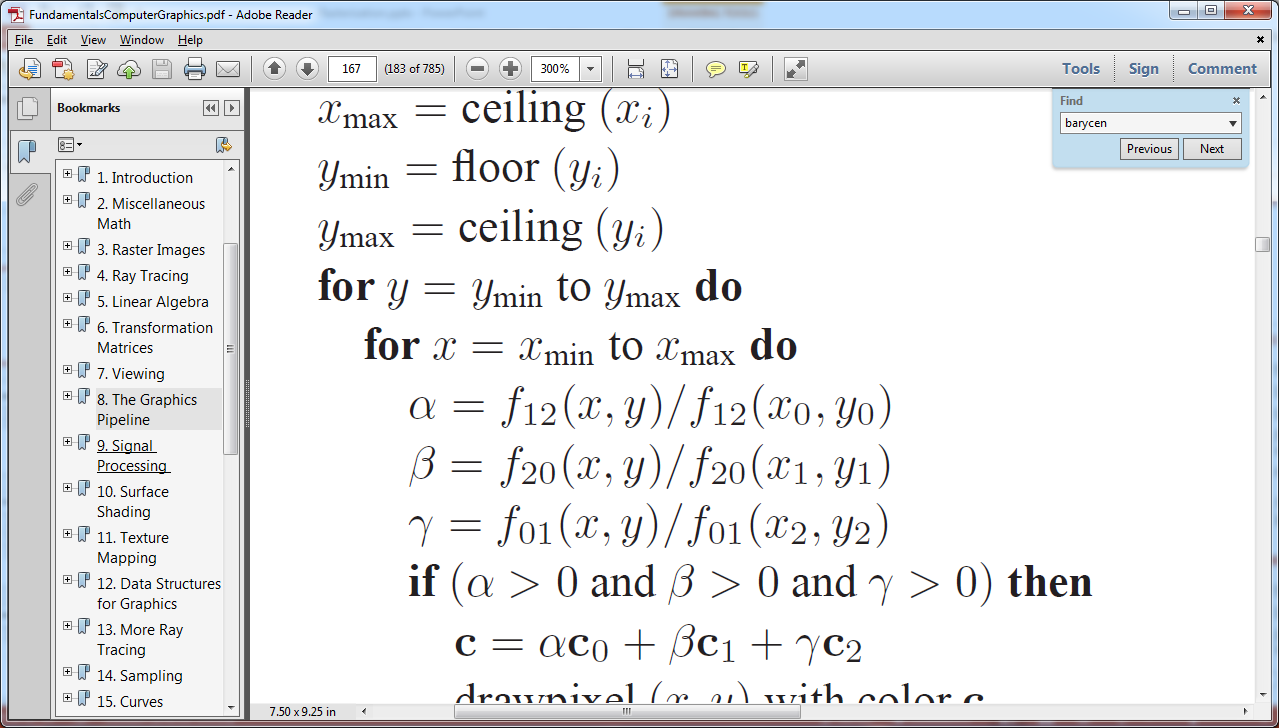 FundamentalsComputerGraphics.pdf - Adobe Reader
File Edit View Window Help
167 (183 of 785) 300% Tools Sign Comment
Bookmarks
1. Introduction
2. Miscellaneous
Math
3. Raster Images
4. Ray Tracing
5. Linear Algebra
6. Transformation
Matrices
7. Viewing
8. The Graphics
Pipeline
9. Signal
Processing
10. Surface
Shading
11. Texture
Mapping
12. Data Structures
for Graphics
13. More Ray
Tracing
14. Sampling
15. Curves
x_max = ceiling (x_i)
y_min = floor (y_i)
y_max = ceiling (y_i)
for y = y_min to y_max do
for x = x_min to x_max do
α = f_12(x, y)/f_12(x_0, y_0)
β = f_20(x, y)/f_20(x_1, y_1)
γ = f_01(x, y)/f_01(x_2, y_2)
if (α > 0 and β > 0 and γ > 0) then
c = αc_0 + βc_1 + γc_2
drawpixel (x, y) with color c
Find
barycen
Previous Next
7.50 x 9.25 in